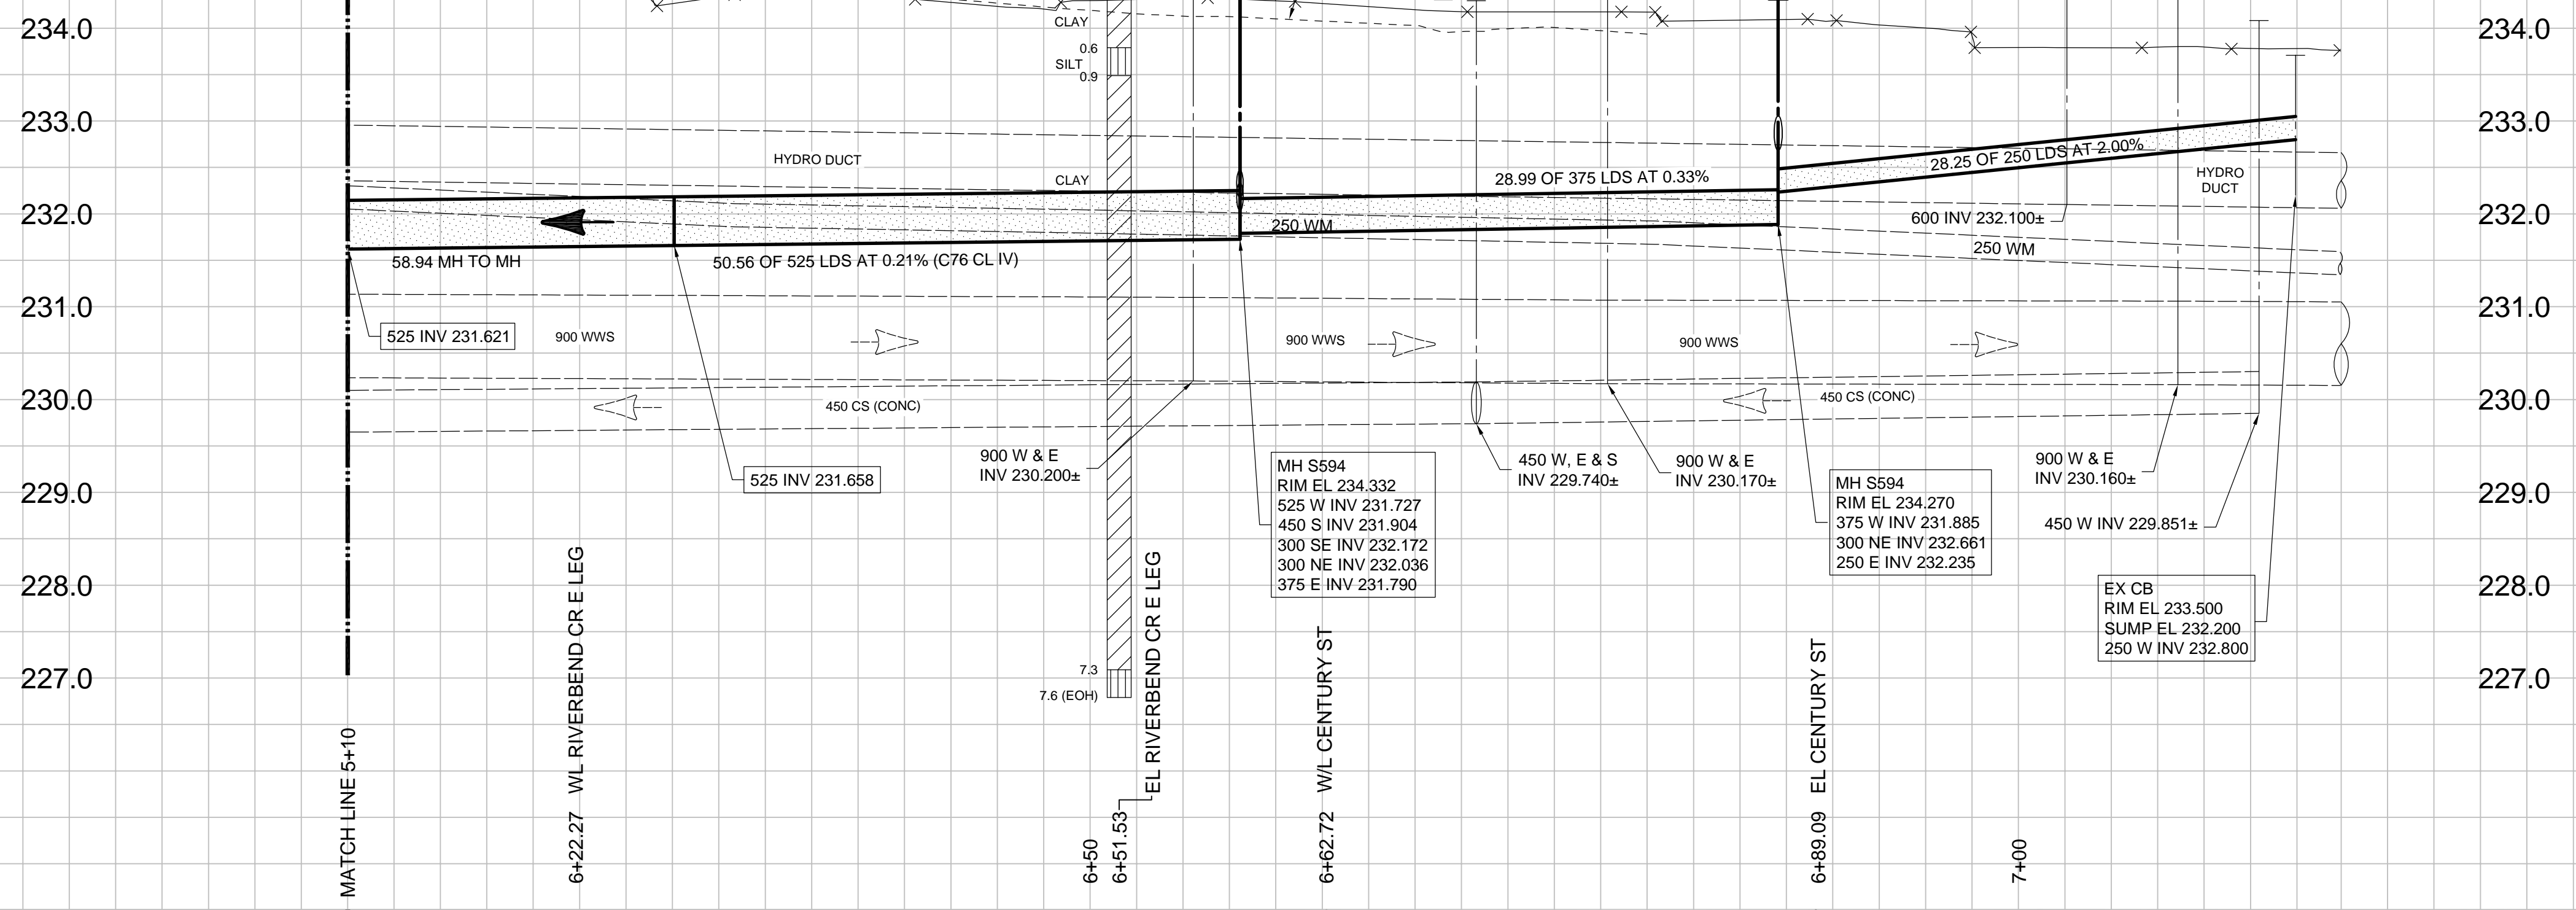 234.0
CLAY
234.0
0.6
SILT
0.9
233.0
233.0
HYDRO DUCT
28.25 OF 250 LDS AT 2.00%
CLAY
28.99 OF 375 LDS AT 0.33%
HYDRO
DUCT
232.0
250 WM
600 INV 232.100±
232.0
58.94 MH TO MH
50.56 OF 525 LDS AT 0.21% (C76 CL IV)
250 WM
231.0
231.0
525 INV 231.621
900 WWS
900 WWS
900 WWS
230.0
450 CS (CONC)
450 CS (CONC)
230.0
525 INV 231.658
900 W & E
INV 230.200±
MH S594
RIM EL 234.332
525 W INV 231.727
450 S INV 231.904
300 SE INV 232.172
300 NE INV 232.036
375 E INV 231.790
450 W, E & S
INV 229.740±
900 W & E
INV 230.170±
MH S594
RIM EL 234.270
375 W INV 231.885
300 NE INV 232.661
250 E INV 232.235
900 W & E
INV 230.160±
229.0
229.0
450 W INV 229.851±
228.0
228.0
EX CB
RIM EL 233.500
SUMP EL 232.200
250 W INV 232.800
227.0
7.3
7.6 (EOH)
227.0
MATCH LINE 5+10
6+22.27 WL RIVERBEND CR E LEG
6+50
6+51.53
EL RIVERBEND CR E LEG
6+62.72 W/L CENTURY ST
6+89.09 EL CENTURY ST
7+00